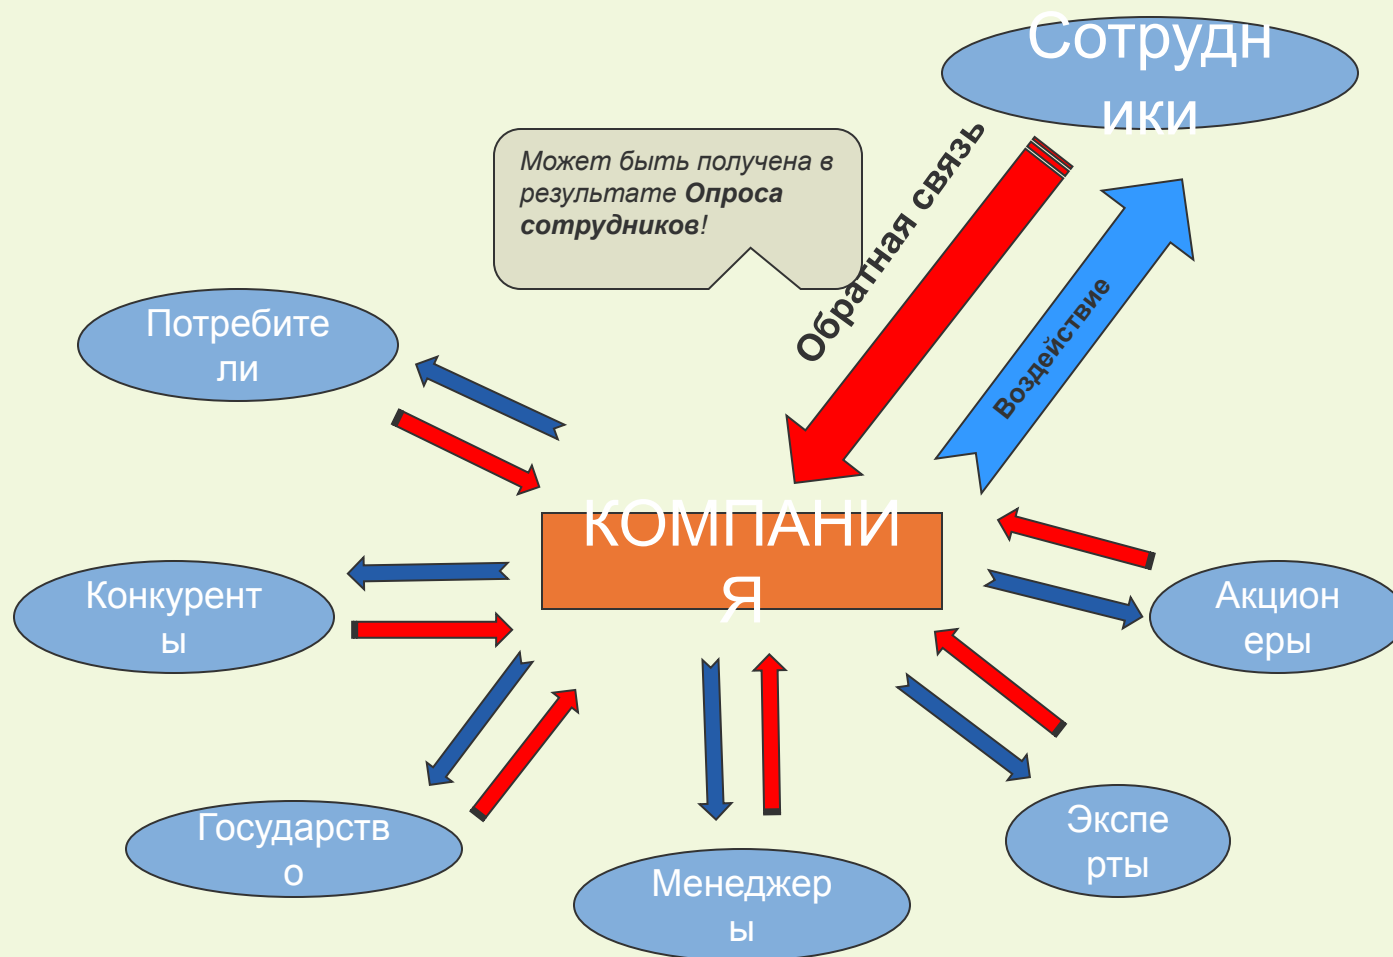 Сотрудн
ики
Может быть получена в
результате Опроса
сотрудников!
Обратная связь
Воздействие
Потребите
ли
КОМПАНИ
Я
Конкурент
ы
Акцион
еры
Государств
о
Экспе
рты
Менеджер
ы